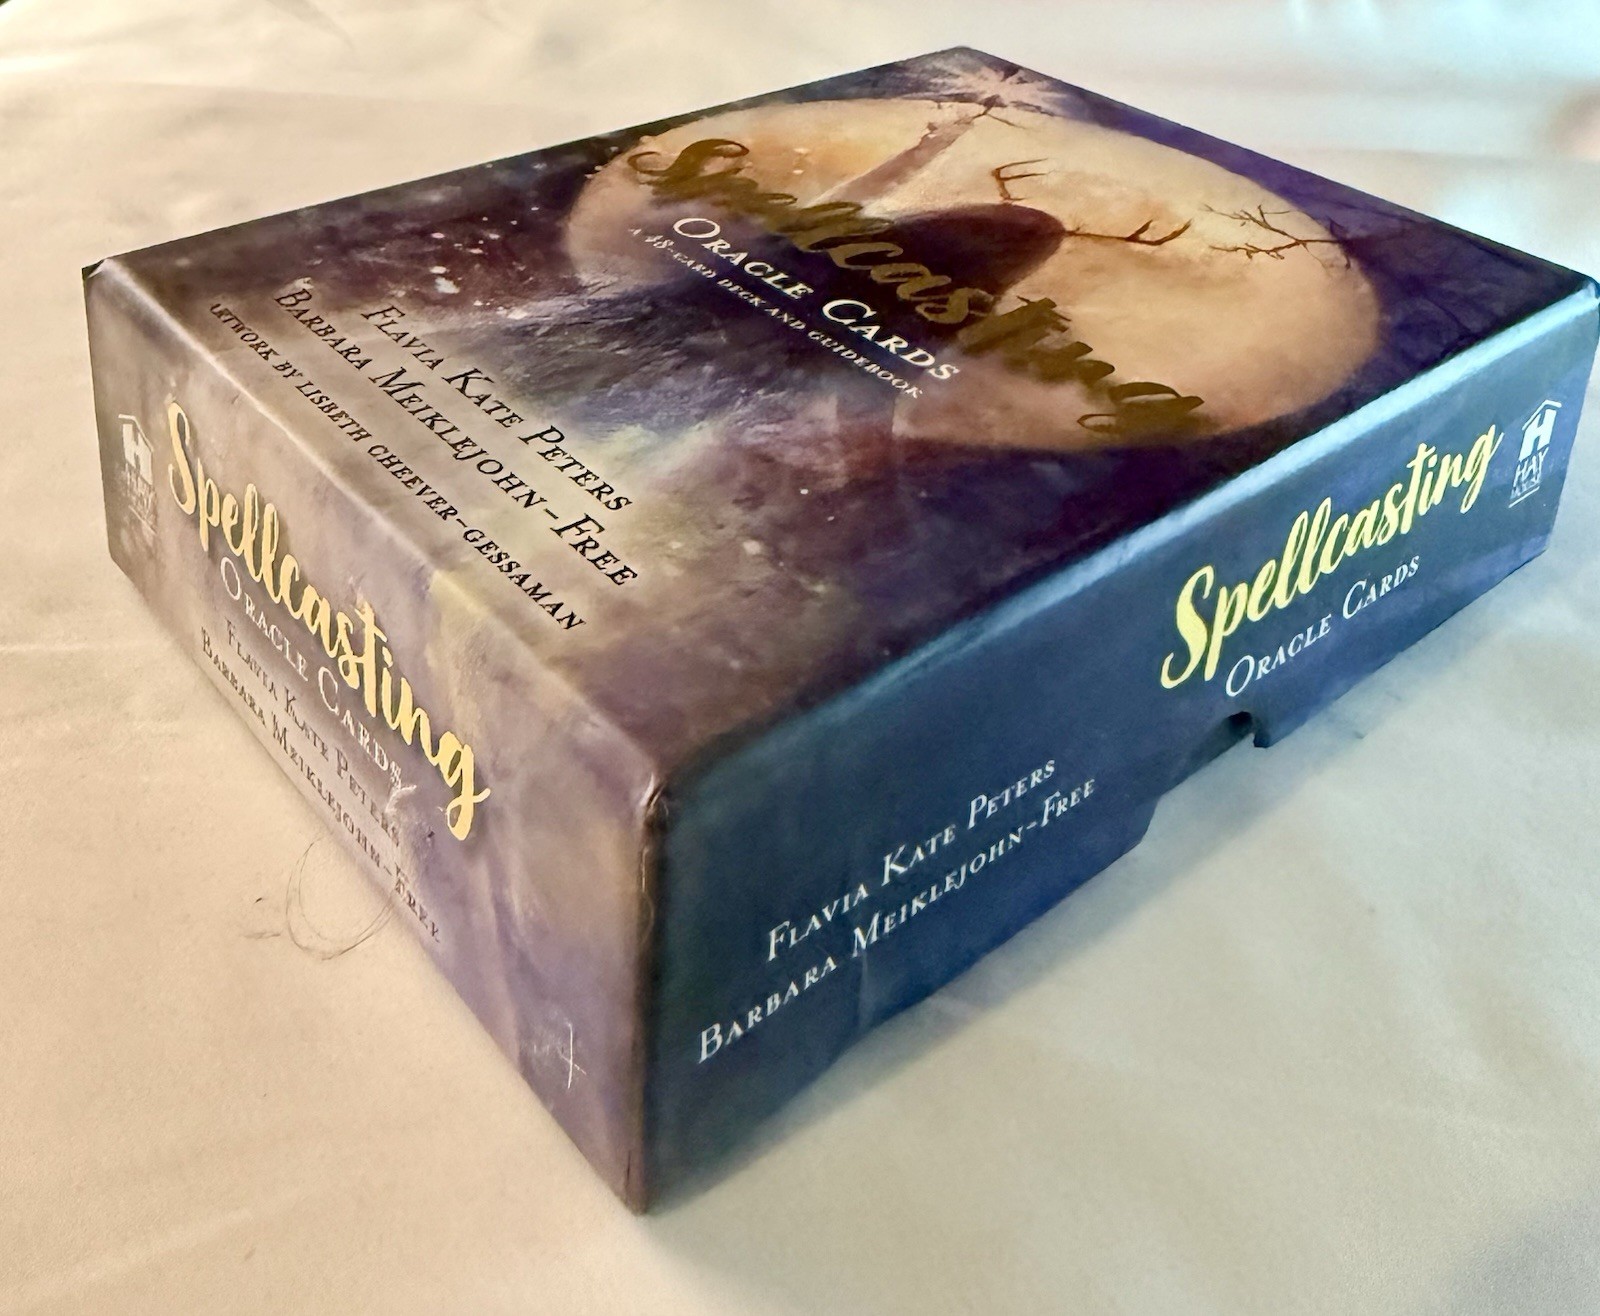 Spellcasting
ORACLE CARDS
A 48-CARD DECK AND GUIDEBOOK
FLAVIA KATE PETERS
BARBARA MEIKLEJOHN-FREE
ARTWORK BY LISBETH CHEEVER-GESSAMAN
HAY
Spellcasting
ORACLE CARDS
FLAVIA KATE PETERS
BARBARA MEIKLEJOHN-FREE
FLAVIA KATE PETERS
BARBARA MEIKLEJOHN-FREE
Spellcasting
ORACLE CARDS
HAY
HOUSE